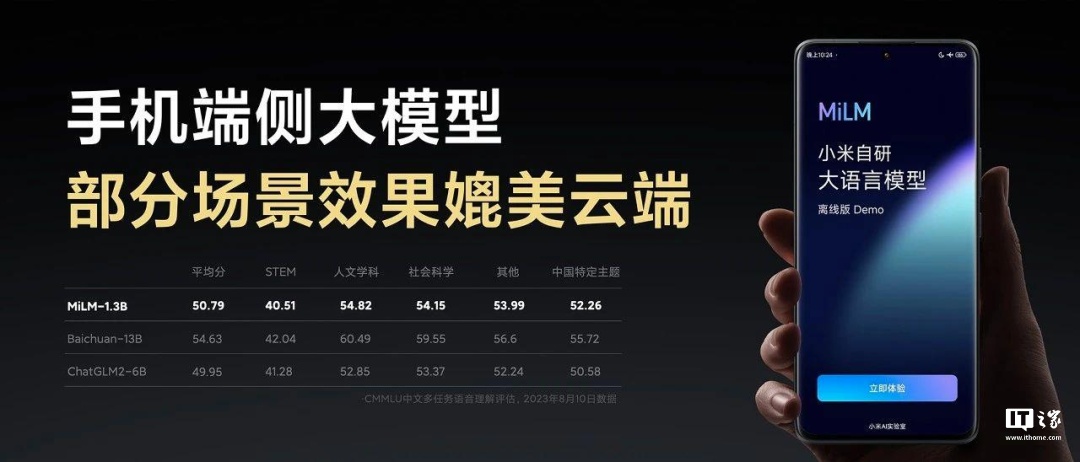 手机端侧大模型
部分场景效果媲美云端
平均分 STEM 人文学科 社会科学 其他 中国特定主题
MiLM-1.3B 50.79 40.51 54.82 54.15 53.99 52.26
Baichuan-13B 54.63 42.04 60.49 59.55 56.6 55.72
ChatGLM2-6B 49.95 41.28 52.85 53.37 52.24 50.58
·CMMLU中文多任务语言理解评估，2023年8月10日数据
晚上10:24
MiLM
小米自研
大语言模型
离线版 Demo
立即体验
小米AI实验室
IT之家
www.ithome.com